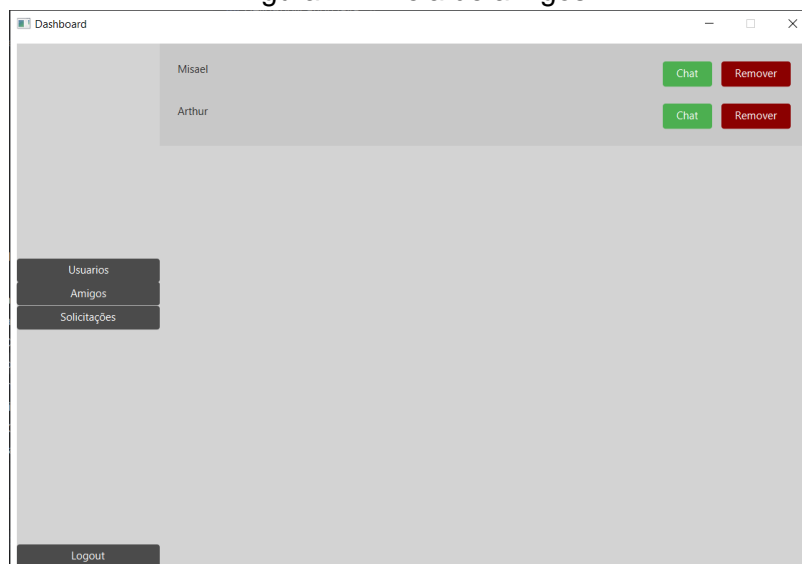 Dashboard
Misael
Chat
Remover
Arthur
Chat
Remover
Usuarios
Amigos
Solicitações
Logout